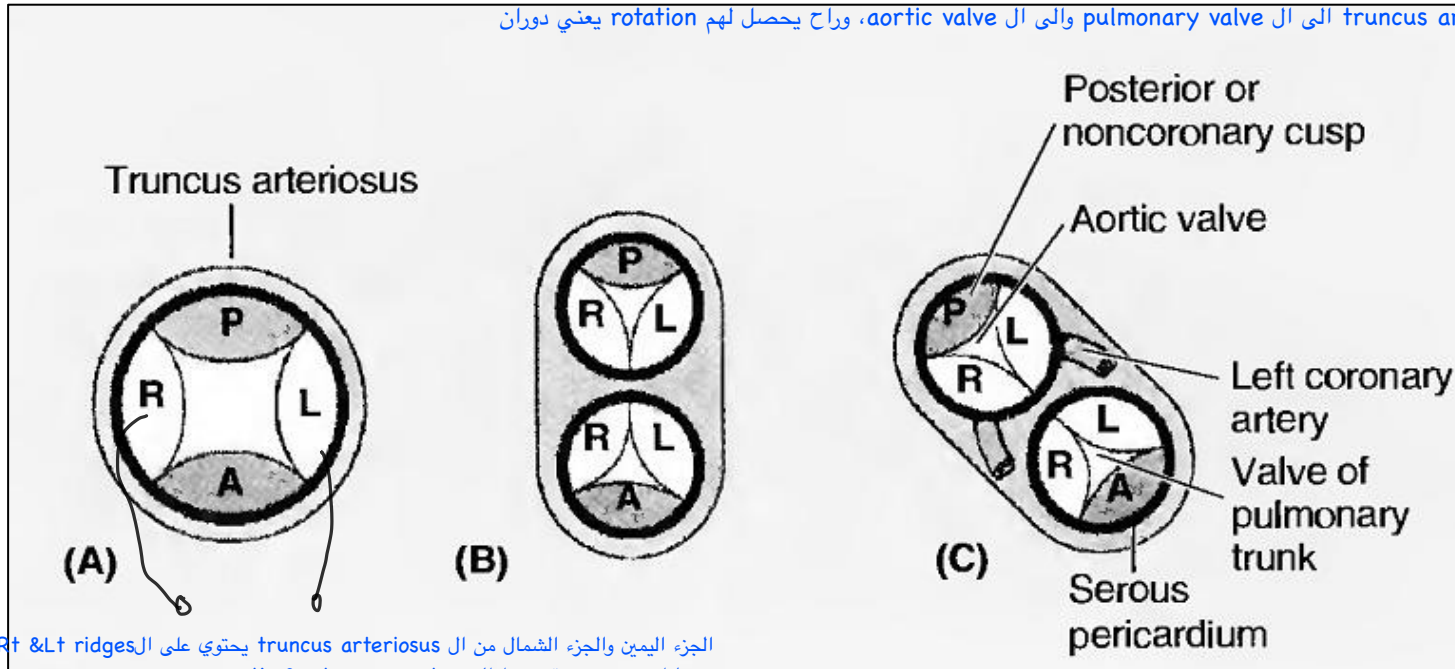 truncus الى ال pulmonary valve والى ال aortic valve، وراح يحصل لهم rotation يعني دوران
Posterior or
noncoronary cusp
Truncus arteriosus
Aortic valve
P
R
L
A
(A)
P
R
L
R
L
A
(B)
P
L
R
L
R
A
(C)
Left coronary
artery
Valve of
pulmonary
trunk
Serous
pericardium
الجزء اليمين والجزء الشمال من ال truncus arteriosus يحتوي على ال Rt &Lt ridges